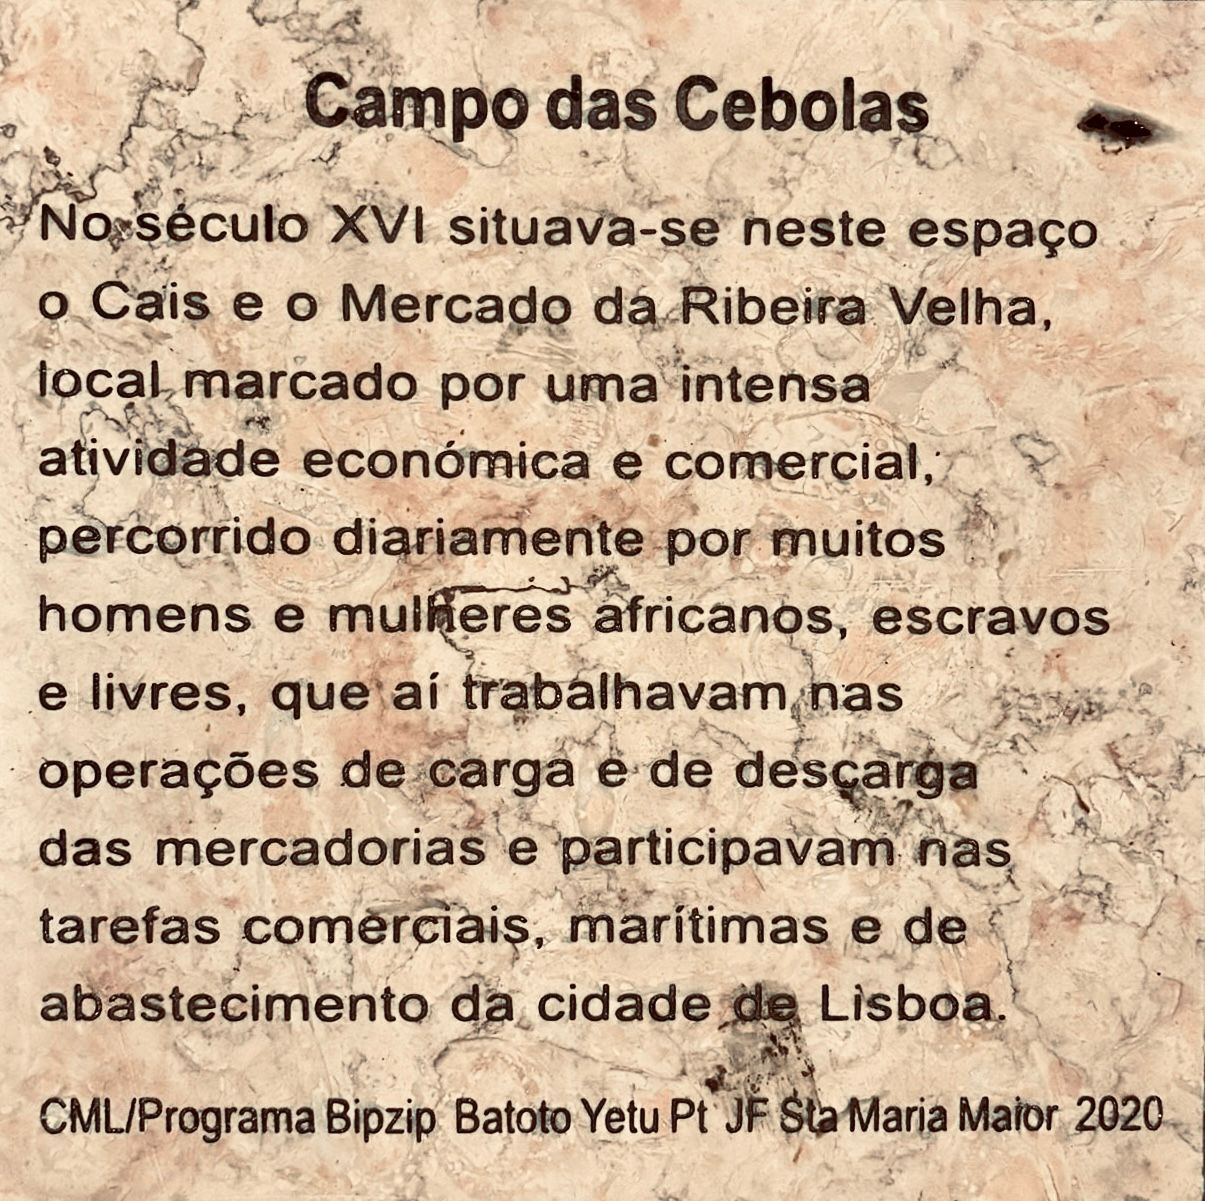 Campo das Cebolas
No século XVI situava-se neste espaço
o Cais e o Mercado da Ribeira Velha,
local marcado por uma intensa
atividade económica e comercial,
percorrido diariamente por muitos
homens e mulheres africanos, escravos
e livres, que aí trabalhavam nas
operações de carga e de descarga
das mercadorias e participavam nas
tarefas comerciais, marítimas e de
abastecimento da cidade de Lisboa.
CML/Programa Bipzip Batoto Yetu Pt JF Sta Maria Maior 2020